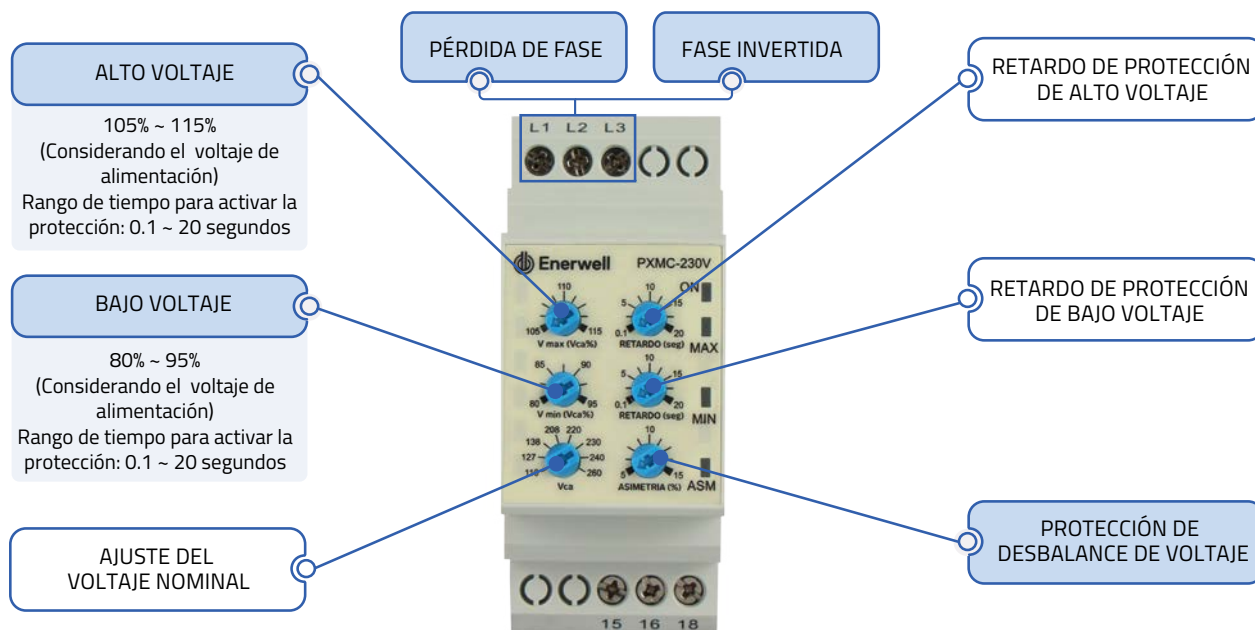 PÉRDIDA DE FASE
FASE INVERTIDA
ALTO VOLTAJE
105% ~ 115%
(Considerando el voltaje de
alimentación)
Rango de tiempo para activar la
protección: 0.1 ~ 20 segundos
BAJO VOLTAJE
80% ~ 95%
(Considerando el voltaje de
alimentación)
Rango de tiempo para activar la
protección: 0.1 ~ 20 segundos
AJUSTE DEL
VOLTAJE NOMINAL
L1 L2 L3
Enerwell PXMC-230V
ON
110
105 115
V max (Vca%)
10
5 15
0.1 20
RETARDO (seg)
MAX
85 90
80 95
V min (Vca%)
10
5 15
0.1 20
RETARDO (seg)
MIN
208 220
138 230
127 240
110 260
Vca
10
5 15
ASIMETRIA (%)
ASM
15 16 18
RETARDO DE PROTECCIÓN
DE ALTO VOLTAJE
RETARDO DE PROTECCIÓN
DE BAJO VOLTAJE
PROTECCIÓN DE
DESBALANCE DE VOLTAJE